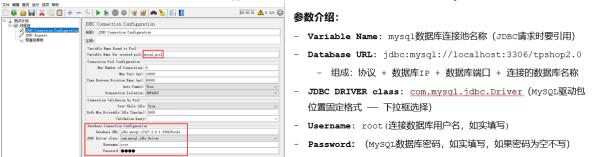 文件 编辑 查找 运行 选项 帮助
测试计划
线程组
JDBC Connection Configuration
JDBC Request
察看结果树
JDBC Connection Configuration
名称: JDBC Connection Configuration
注释:
Variable Name Bound to Pool
Variable Name for created pool: mysql_pool
Connection Pool Configuration
Max Number of Connections: 0
Max Wait (ms): 10000
Time Between Eviction Runs (ms): 60000
Auto Commit: True
Transaction Isolation: DEFAULT
Connection Validation by Pool
Test While Idle: True
Soft Min Evictable Idle Time(ms): 5000
Validation Query:
Database Connection Configuration
Database URL:
JDBC Driver class: com.mysql.jdbc.Driver
Username: root
Password: ●●●●
参数介绍：
- Variable Name: mysql数据库连接池名称（JDBC请求时要引用）
- Database URL: jdbc:mysql://localhost:3306/tpshop2.0
- 组成: 协议 + 数据库IP + 数据库端口 + 连接的数据库名称
- JDBC DRIVER class: com.mysql.jdbc.Driver（MySQL驱动包
位置固定格式 —— 下拉框选择）
- Username: root(连接数据库用户名, 如实填写)
- Password: （MySQL数据库密码, 如实填写, 如果密码为空不写）